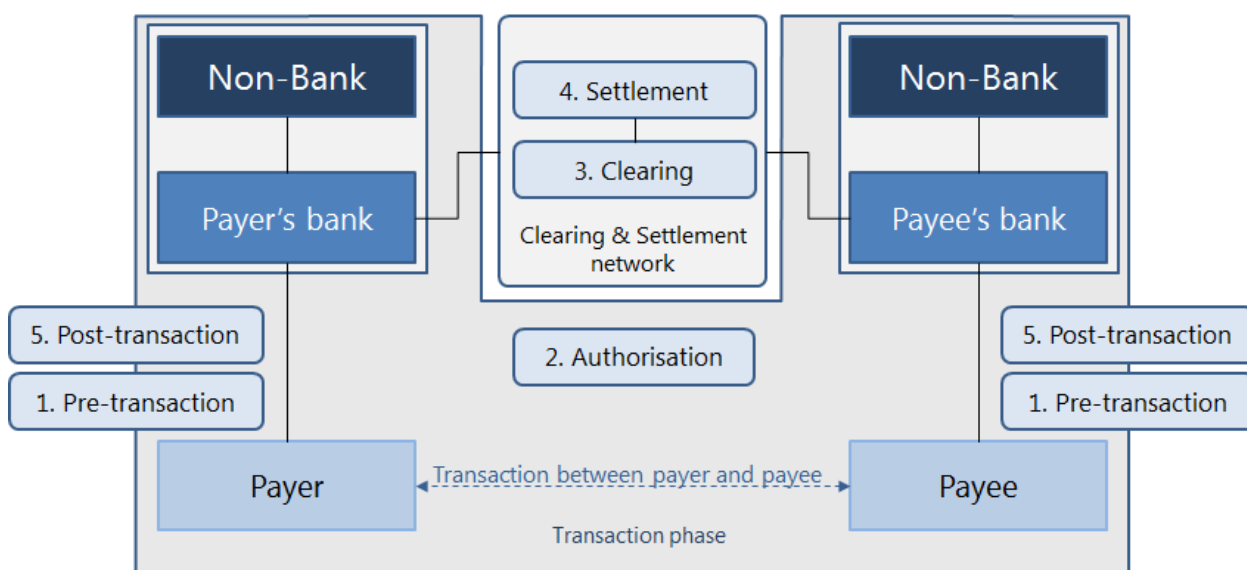 Non-Bank
4. Settlement
Non-Bank
3. Clearing
Payer’s bank
Clearing & Settlement
network
Payee’s bank
5. Post-transaction
2. Authorisation
5. Post-transaction
1. Pre-transaction
1. Pre-transaction
Payer
Transaction between payer and payee
Payee
Transaction phase